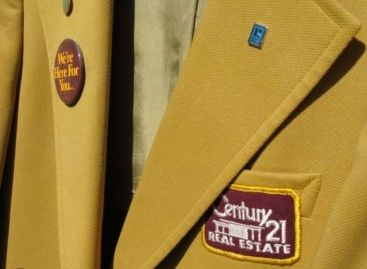 We're
Here For
You...
Century
21
REAL ESTATE